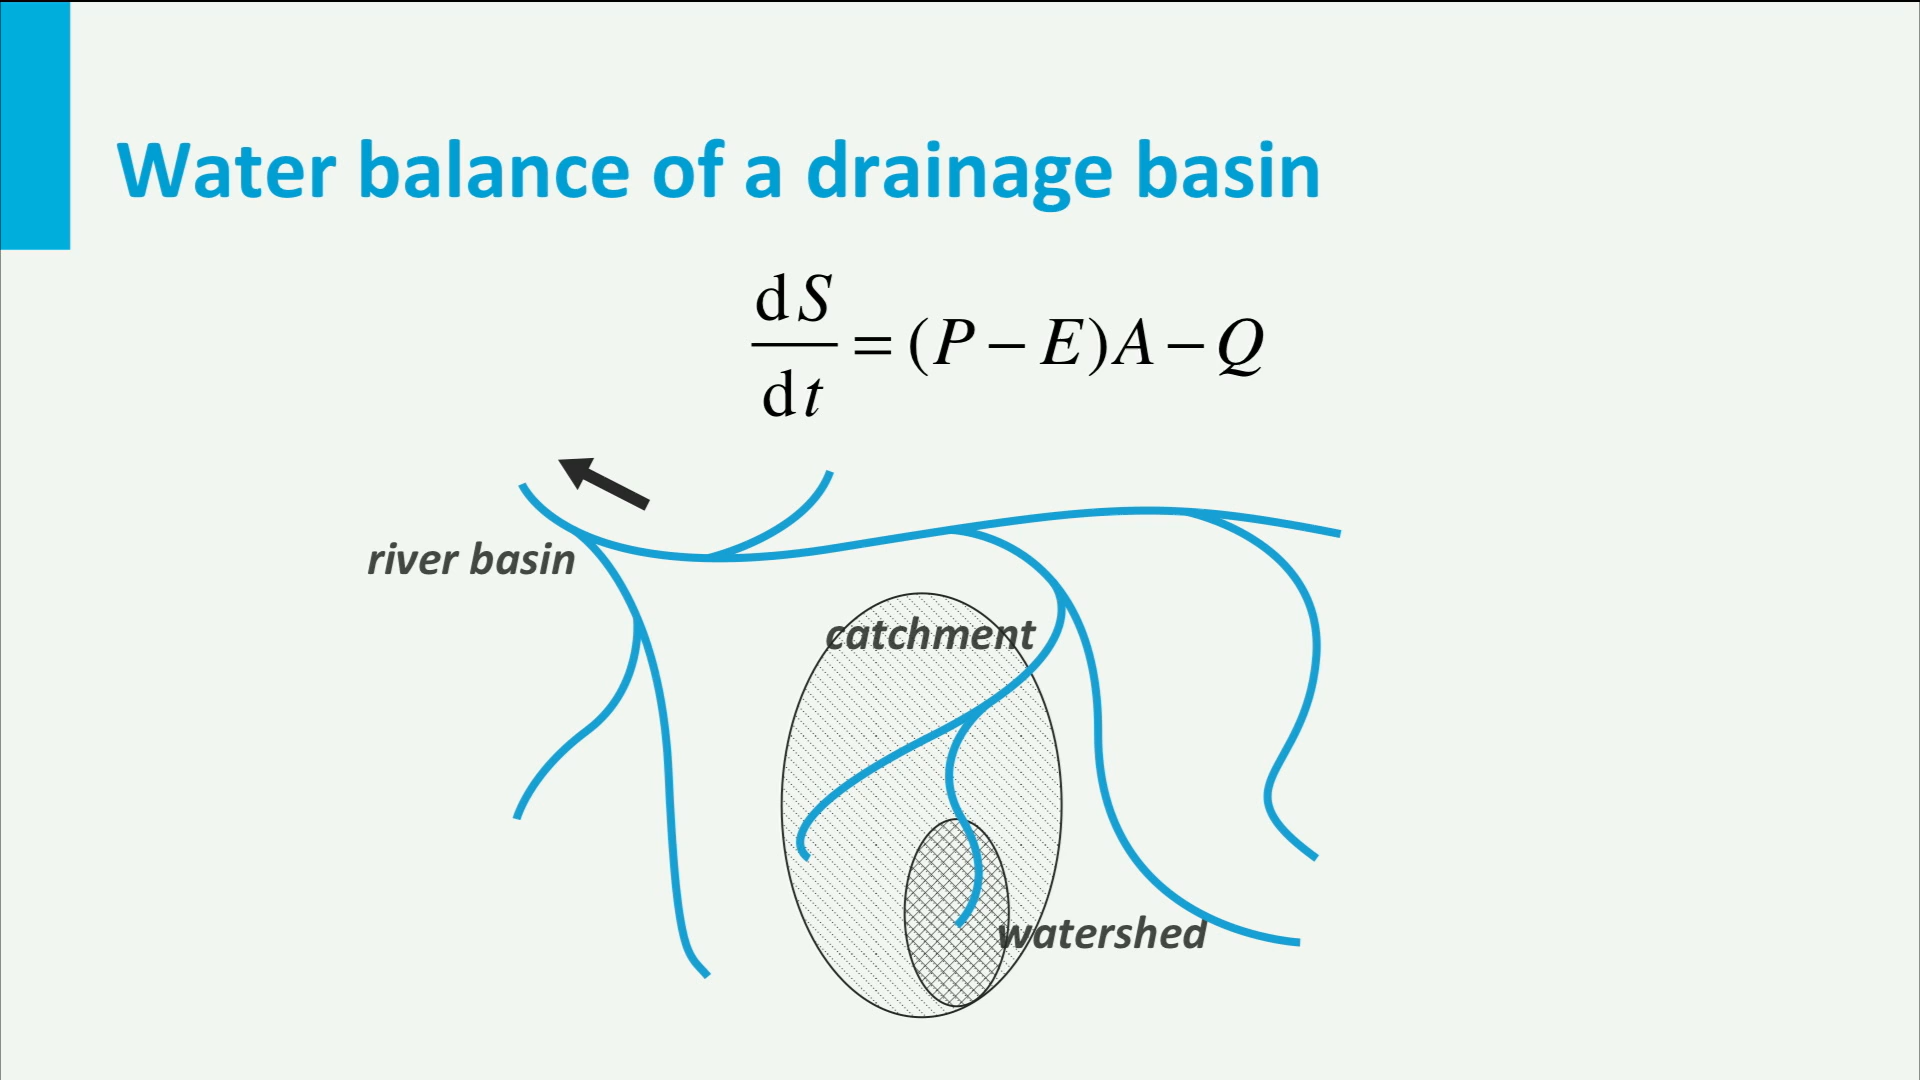 Water balance of a drainage basin
dS/dt = (P − E)A − Q
river basin
catchment
watershed